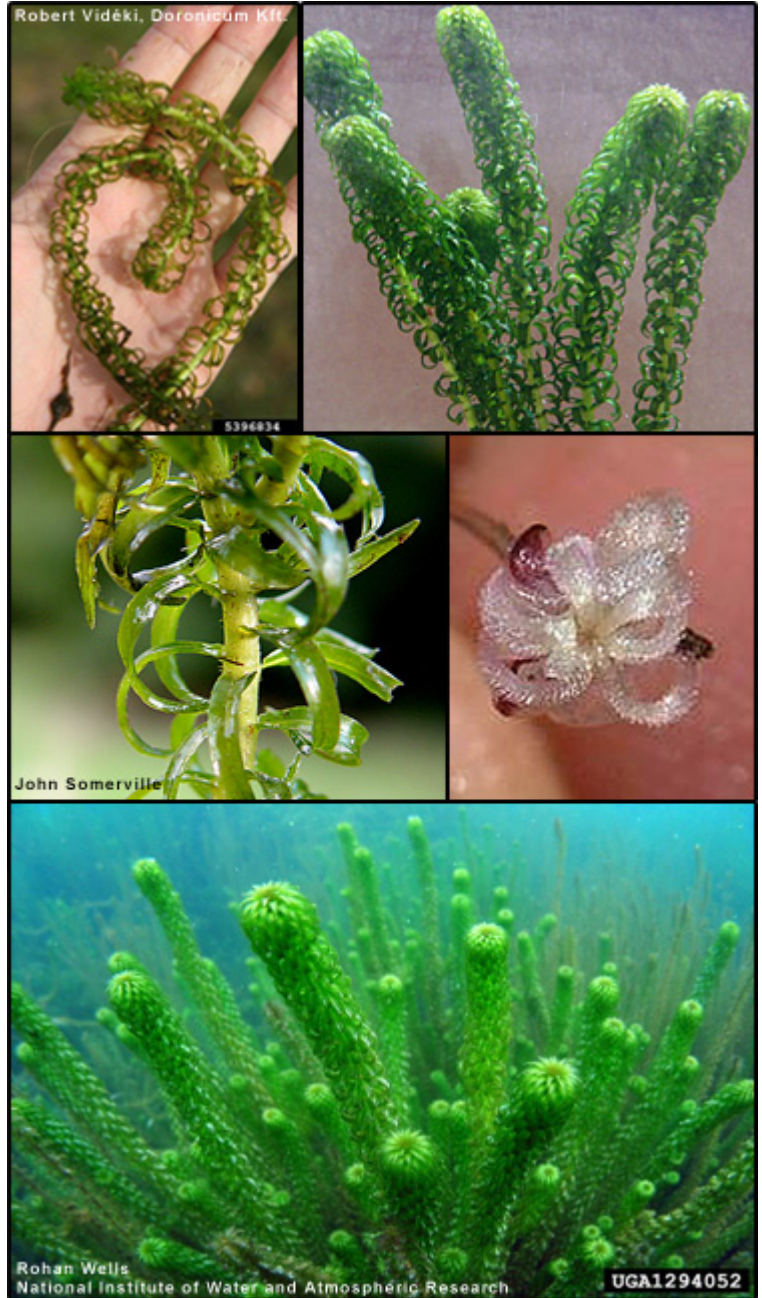 Robert Vidéki, Doronicum Kft.
5396834
John Somerville
Rohan Wells
National Institute of Water and Atmospheric Research
UGA1294052